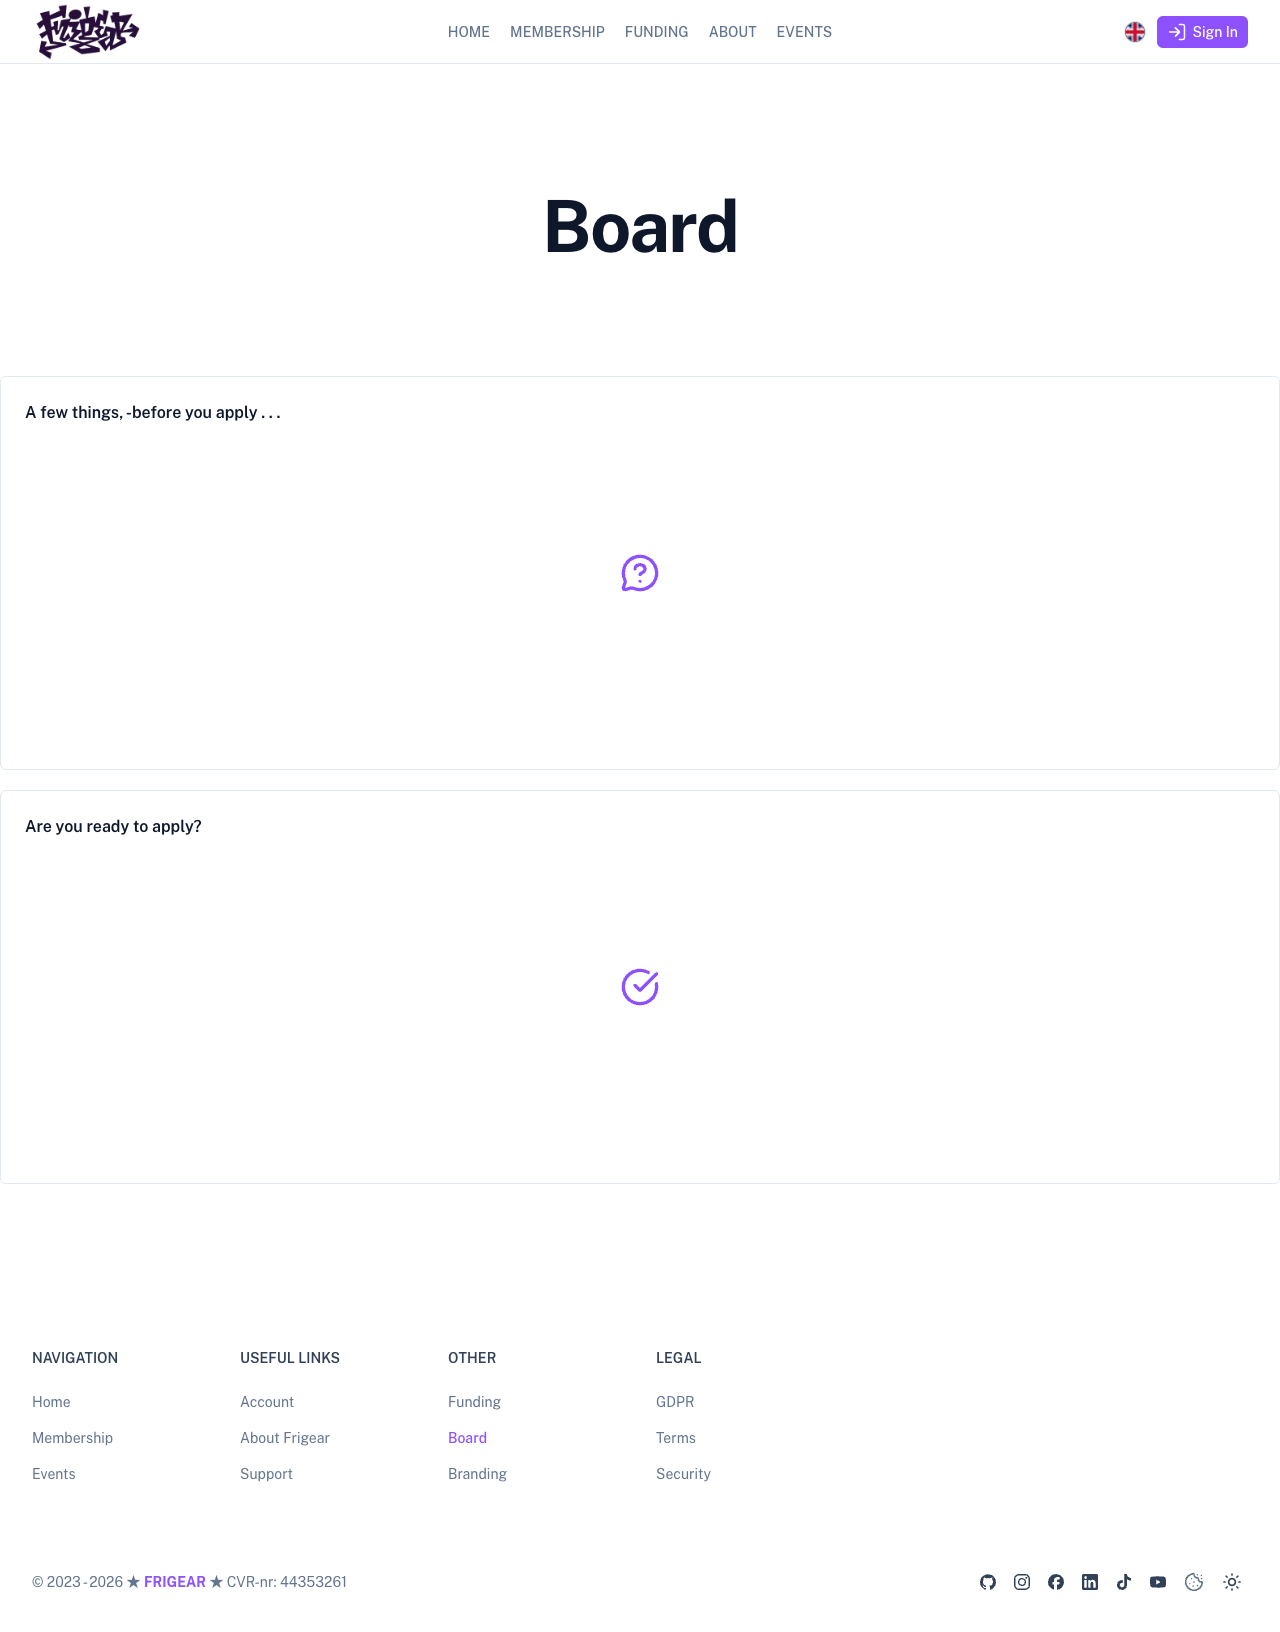 Frigear
HOME MEMBERSHIP FUNDING ABOUT EVENTS
Sign In
Board
A few things, -before you apply . . .
Are you ready to apply?
NAVIGATION
Home
Membership
Events
USEFUL LINKS
Account
About Frigear
Support
OTHER
Funding
Board
Branding
LEGAL
GDPR
Terms
Security
© 2023 - 2026 ★ FRIGEAR ★ CVR-nr: 44353261